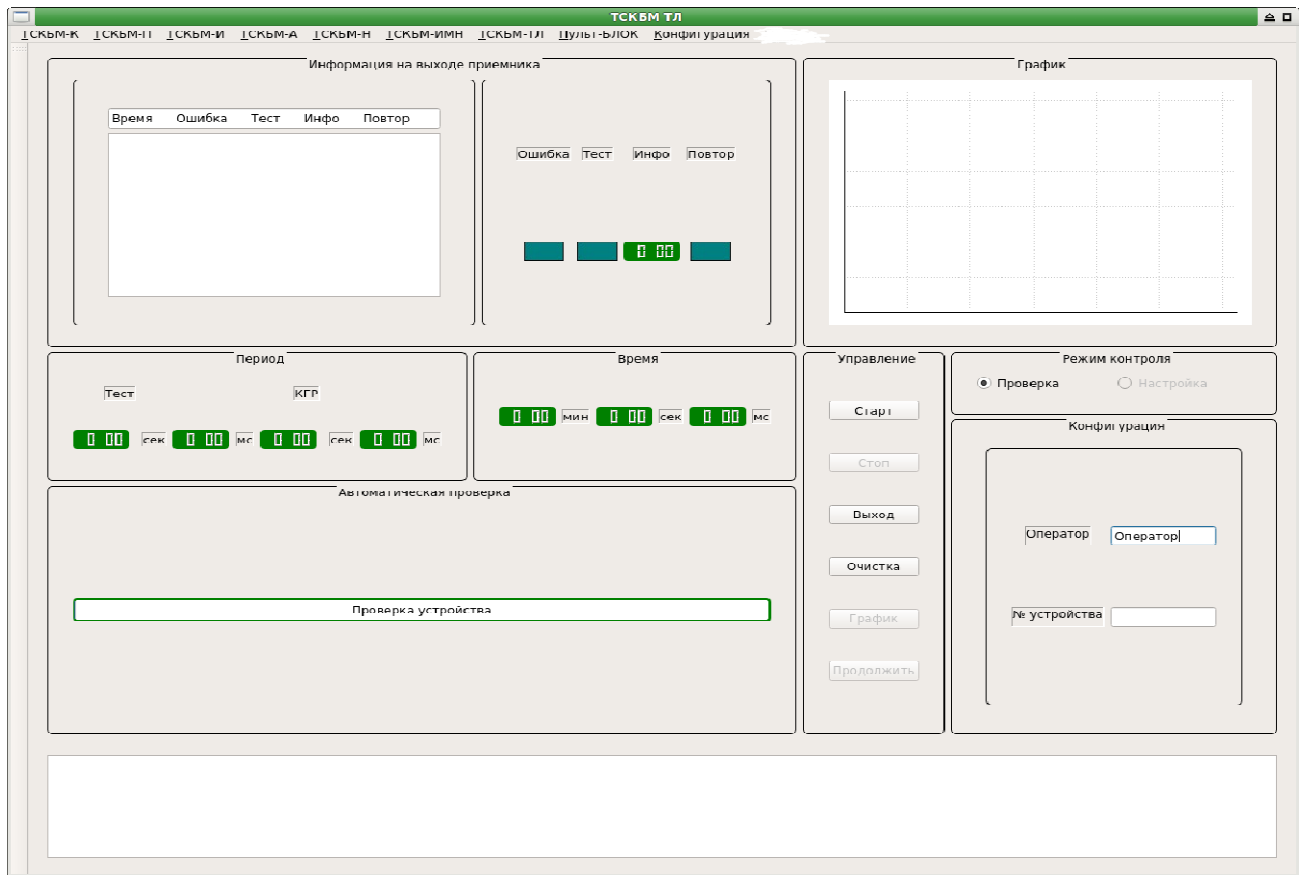 ТСКБМ ТЛ
ТСКБМ-К ТСКБМ-П ТСКБМ-И ТСКБМ-А ТСКБМ-Н ТСКБМ-ИМН ТСКБМ-ТЛ Пульт-БЛОК Конфигурация
Информация на выходе приемника
Время Ошибка Тест Инфо Повтор
Ошибка Тест Инфо Повтор
0 00
График
Период
Тест КГР
0 00 сек 0 00 мс 0 00 сек 0 00 мс
Время
0 00 мин 0 00 сек 0 00 мс
Автоматическая проверка
Проверка устройства
Управление
Старт
Стоп
Выход
Очистка
График
Продолжить
Режим контроля
Проверка Настройка
Конфигурация
Оператор Оператор
№ устройства